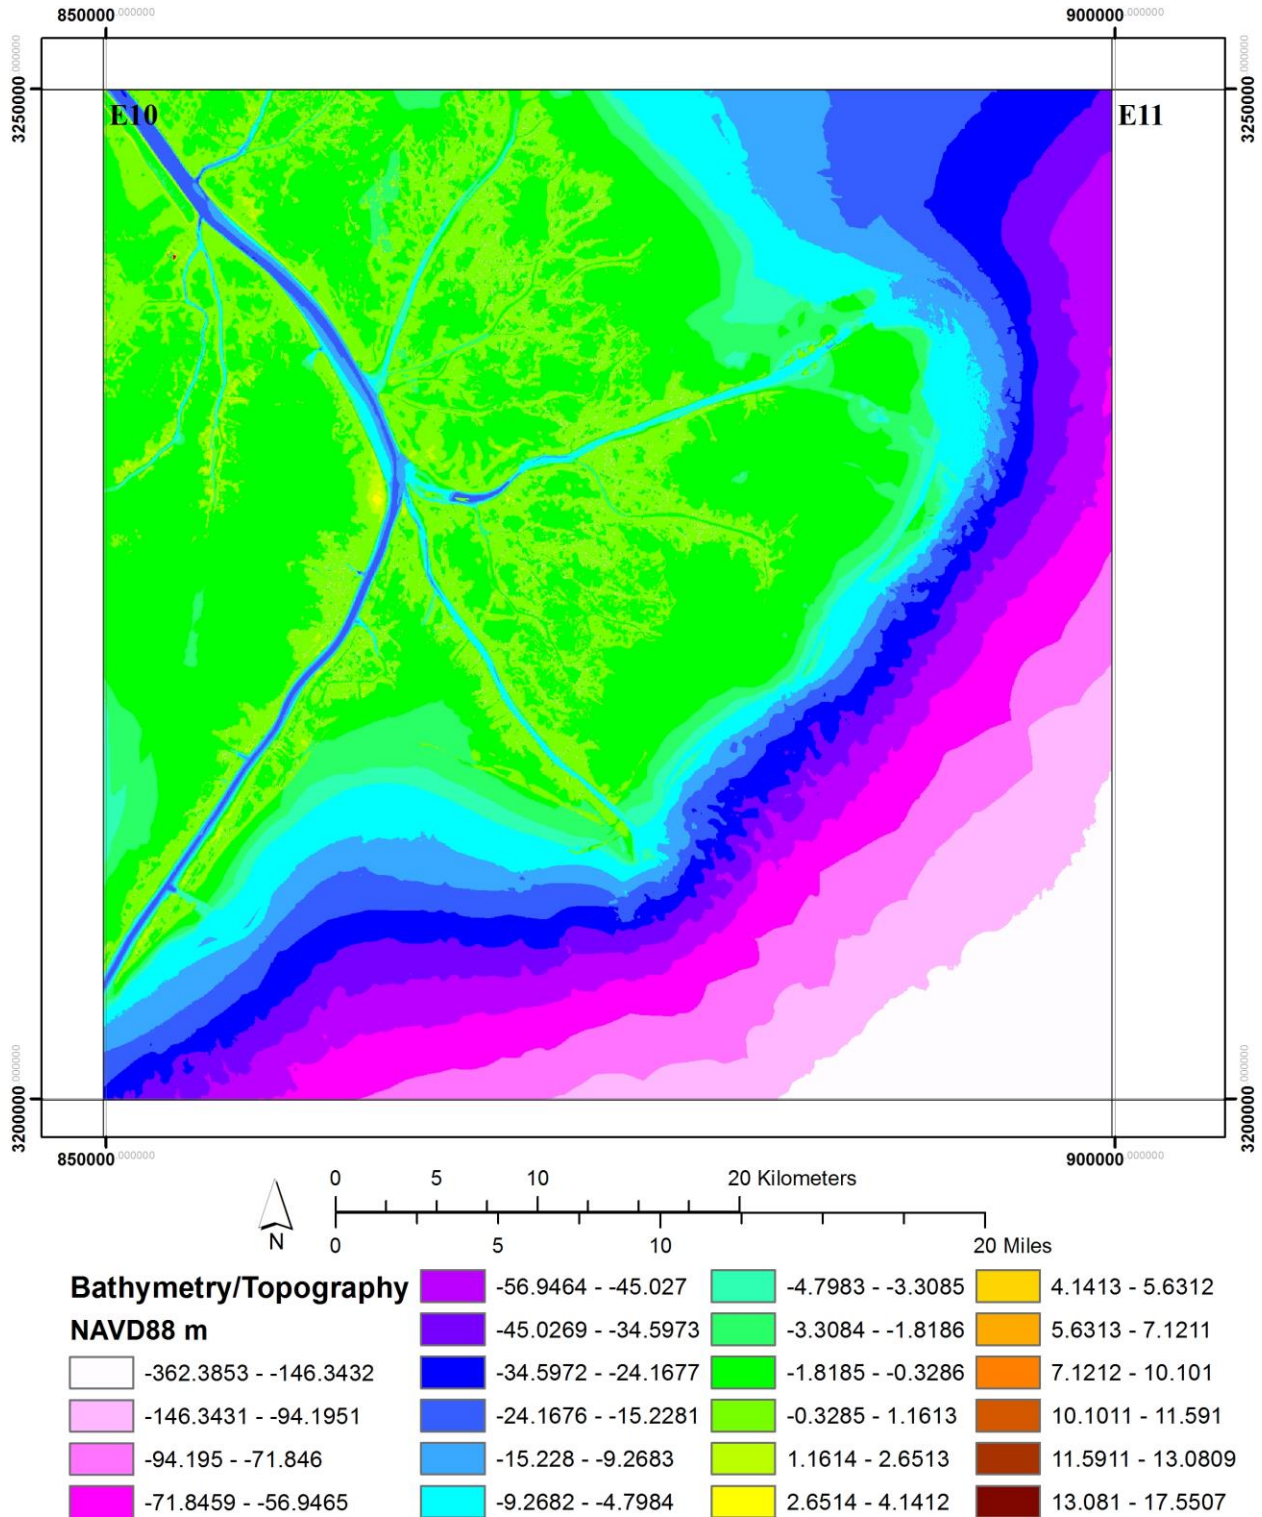 850000.000000 900000.000000
3250000.000000 3250000.000000
E10 E11
3200000.000000 3200000.000000
850000.000000 900000.000000
0 5 10 20 Kilometers
N
0 5 10 20 Miles
Bathymetry/Topography
NAVD88 m
-362.3853 - -146.3432
-146.3431 - -94.1951
-94.195 - -71.846
-71.8459 - -56.9465
-56.9464 - -45.027
-45.0269 - -34.5973
-34.5972 - -24.1677
-24.1676 - -15.2281
-15.228 - -9.2683
-9.2682 - -4.7984
-4.7983 - -3.3085
-3.3084 - -1.8186
-1.8185 - -0.3286
-0.3285 - 1.1613
1.1614 - 2.6513
2.6514 - 4.1412
4.1413 - 5.6312
5.6313 - 7.1211
7.1212 - 10.101
10.1011 - 11.591
11.5911 - 13.0809
13.081 - 17.5507